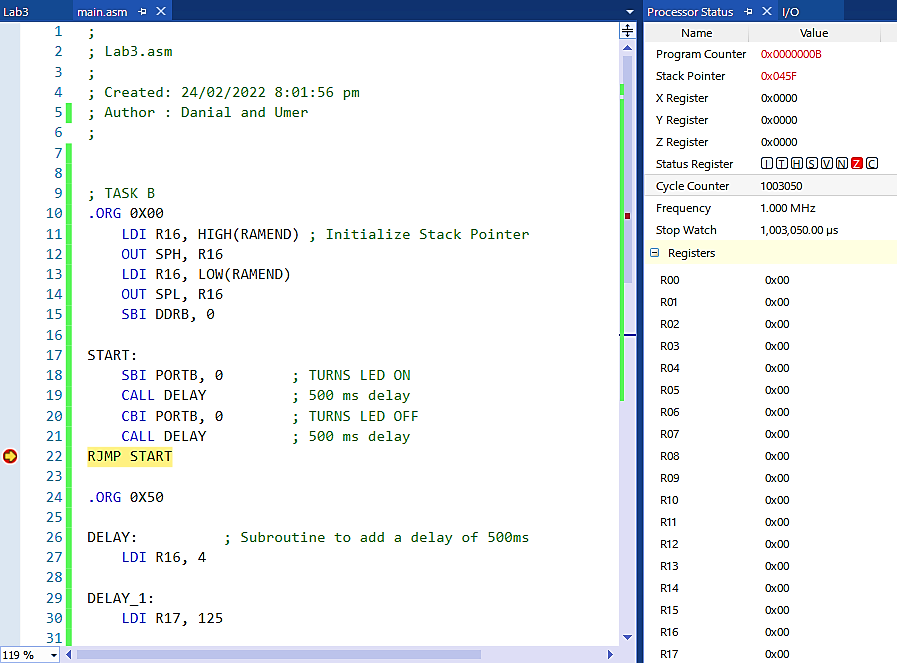 Lab3 main.asm Processor Status I/O
1 ;
2 ; Lab3.asm
3 ;
4 ; Created: 24/02/2022 8:01:56 pm
5 ; Author : Danial and Umer
6 ;
7
8
9 ; TASK B
10 .ORG 0X00
11 LDI R16, HIGH(RAMEND) ; Initialize Stack Pointer
12 OUT SPH, R16
13 LDI R16, LOW(RAMEND)
14 OUT SPL, R16
15 SBI DDRB, 0
16
17 START:
18 SBI PORTB, 0 ; TURNS LED ON
19 CALL DELAY ; 500 ms delay
20 CBI PORTB, 0 ; TURNS LED OFF
21 CALL DELAY ; 500 ms delay
22 RJMP START
23
24 .ORG 0X50
25
26 DELAY: ; Subroutine to add a delay of 500ms
27 LDI R16, 4
28
29 DELAY_1:
30 LDI R17, 125
31
119 %
Name Value
Program Counter 0x0000000B
Stack Pointer 0x045F
X Register 0x0000
Y Register 0x0000
Z Register 0x0000
Status Register I T H S V N Z C
Cycle Counter 1003050
Frequency 1.000 MHz
Stop Watch 1,003,050.00 µs
Registers
R00 0x00
R01 0x00
R02 0x00
R03 0x00
R04 0x00
R05 0x00
R06 0x00
R07 0x00
R08 0x00
R09 0x00
R10 0x00
R11 0x00
R12 0x00
R13 0x00
R14 0x00
R15 0x00
R16 0x00
R17 0x00